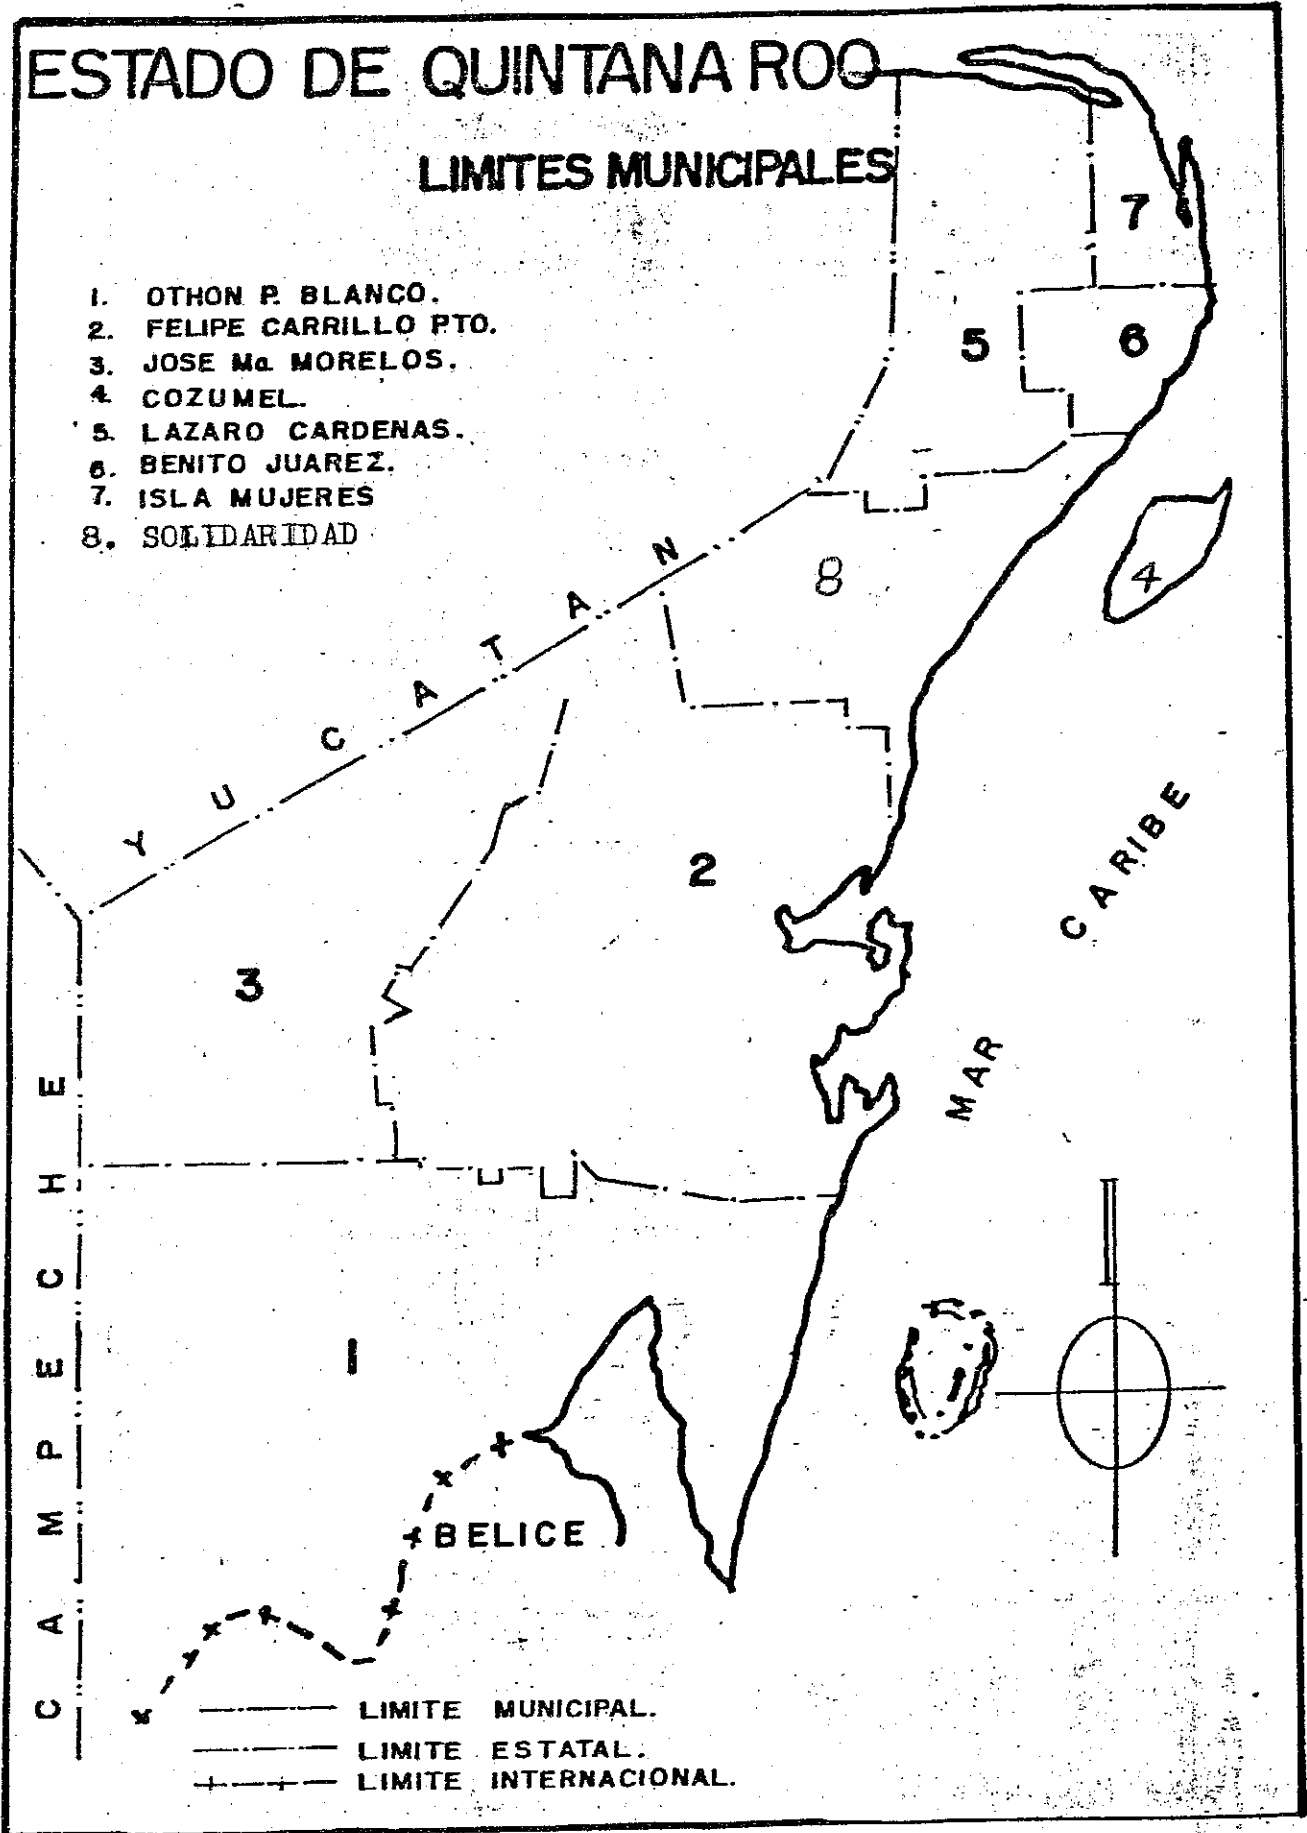 ESTADO DE QUINTANA ROO
LIMITES MUNICIPALES
1. OTHON P. BLANCO.
2. FELIPE CARRILLO PTO.
3. JOSE Ma. MORELOS.
4. COZUMEL.
5. LAZARO CARDENAS.
6. BENITO JUAREZ.
7. ISLA MUJERES
8. SOLIDARIDAD
7
5
6
4
8
YUCATAN
2
3
1
MAR CARIBE
CAMPECHE
BELICE
LIMITE MUNICIPAL.
LIMITE ESTATAL.
LIMITE INTERNACIONAL.